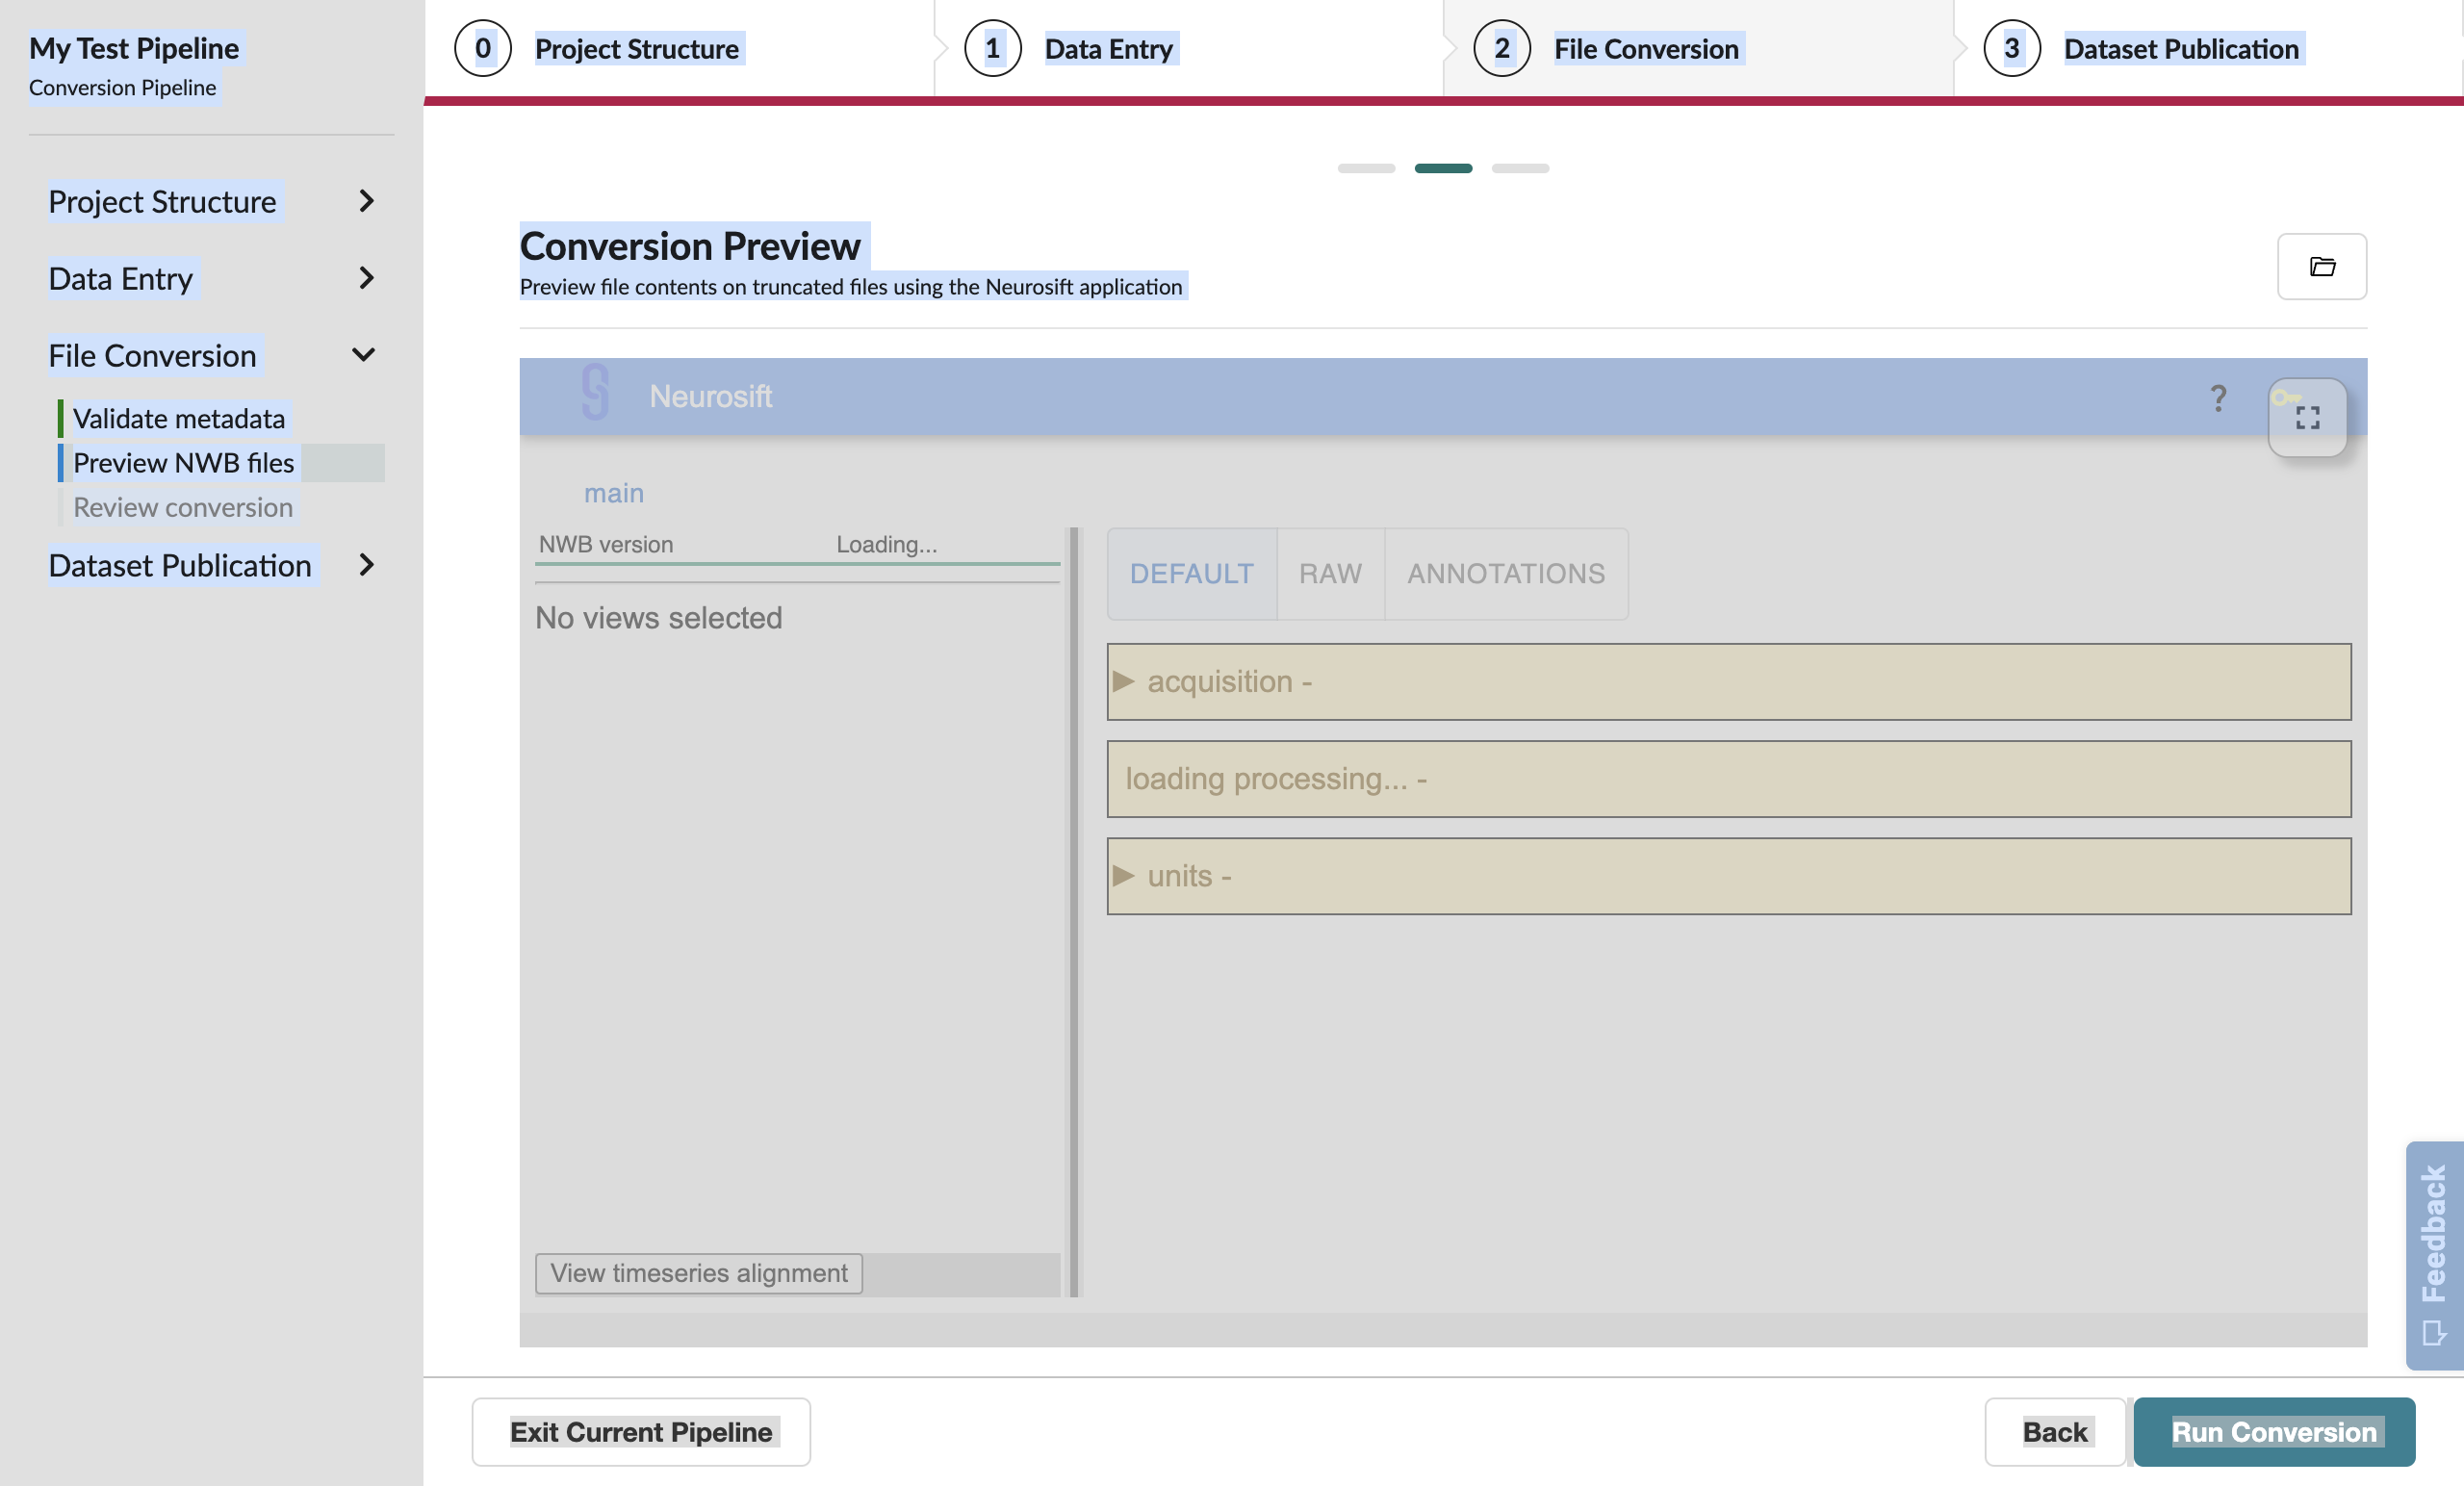 My Test Pipeline
Conversion Pipeline
Project Structure
Data Entry
File Conversion
Validate metadata
Preview NWB files
Review conversion
Dataset Publication
0 Project Structure
1 Data Entry
2 File Conversion
3 Dataset Publication
Conversion Preview
Preview file contents on truncated files using the Neurosift application
Neurosift ?
main
NWB version Loading...
No views selected
View timeseries alignment
DEFAULT RAW ANNOTATIONS
acquisition -
loading processing... -
units -
Feedback
Exit Current Pipeline
Back
Run Conversion